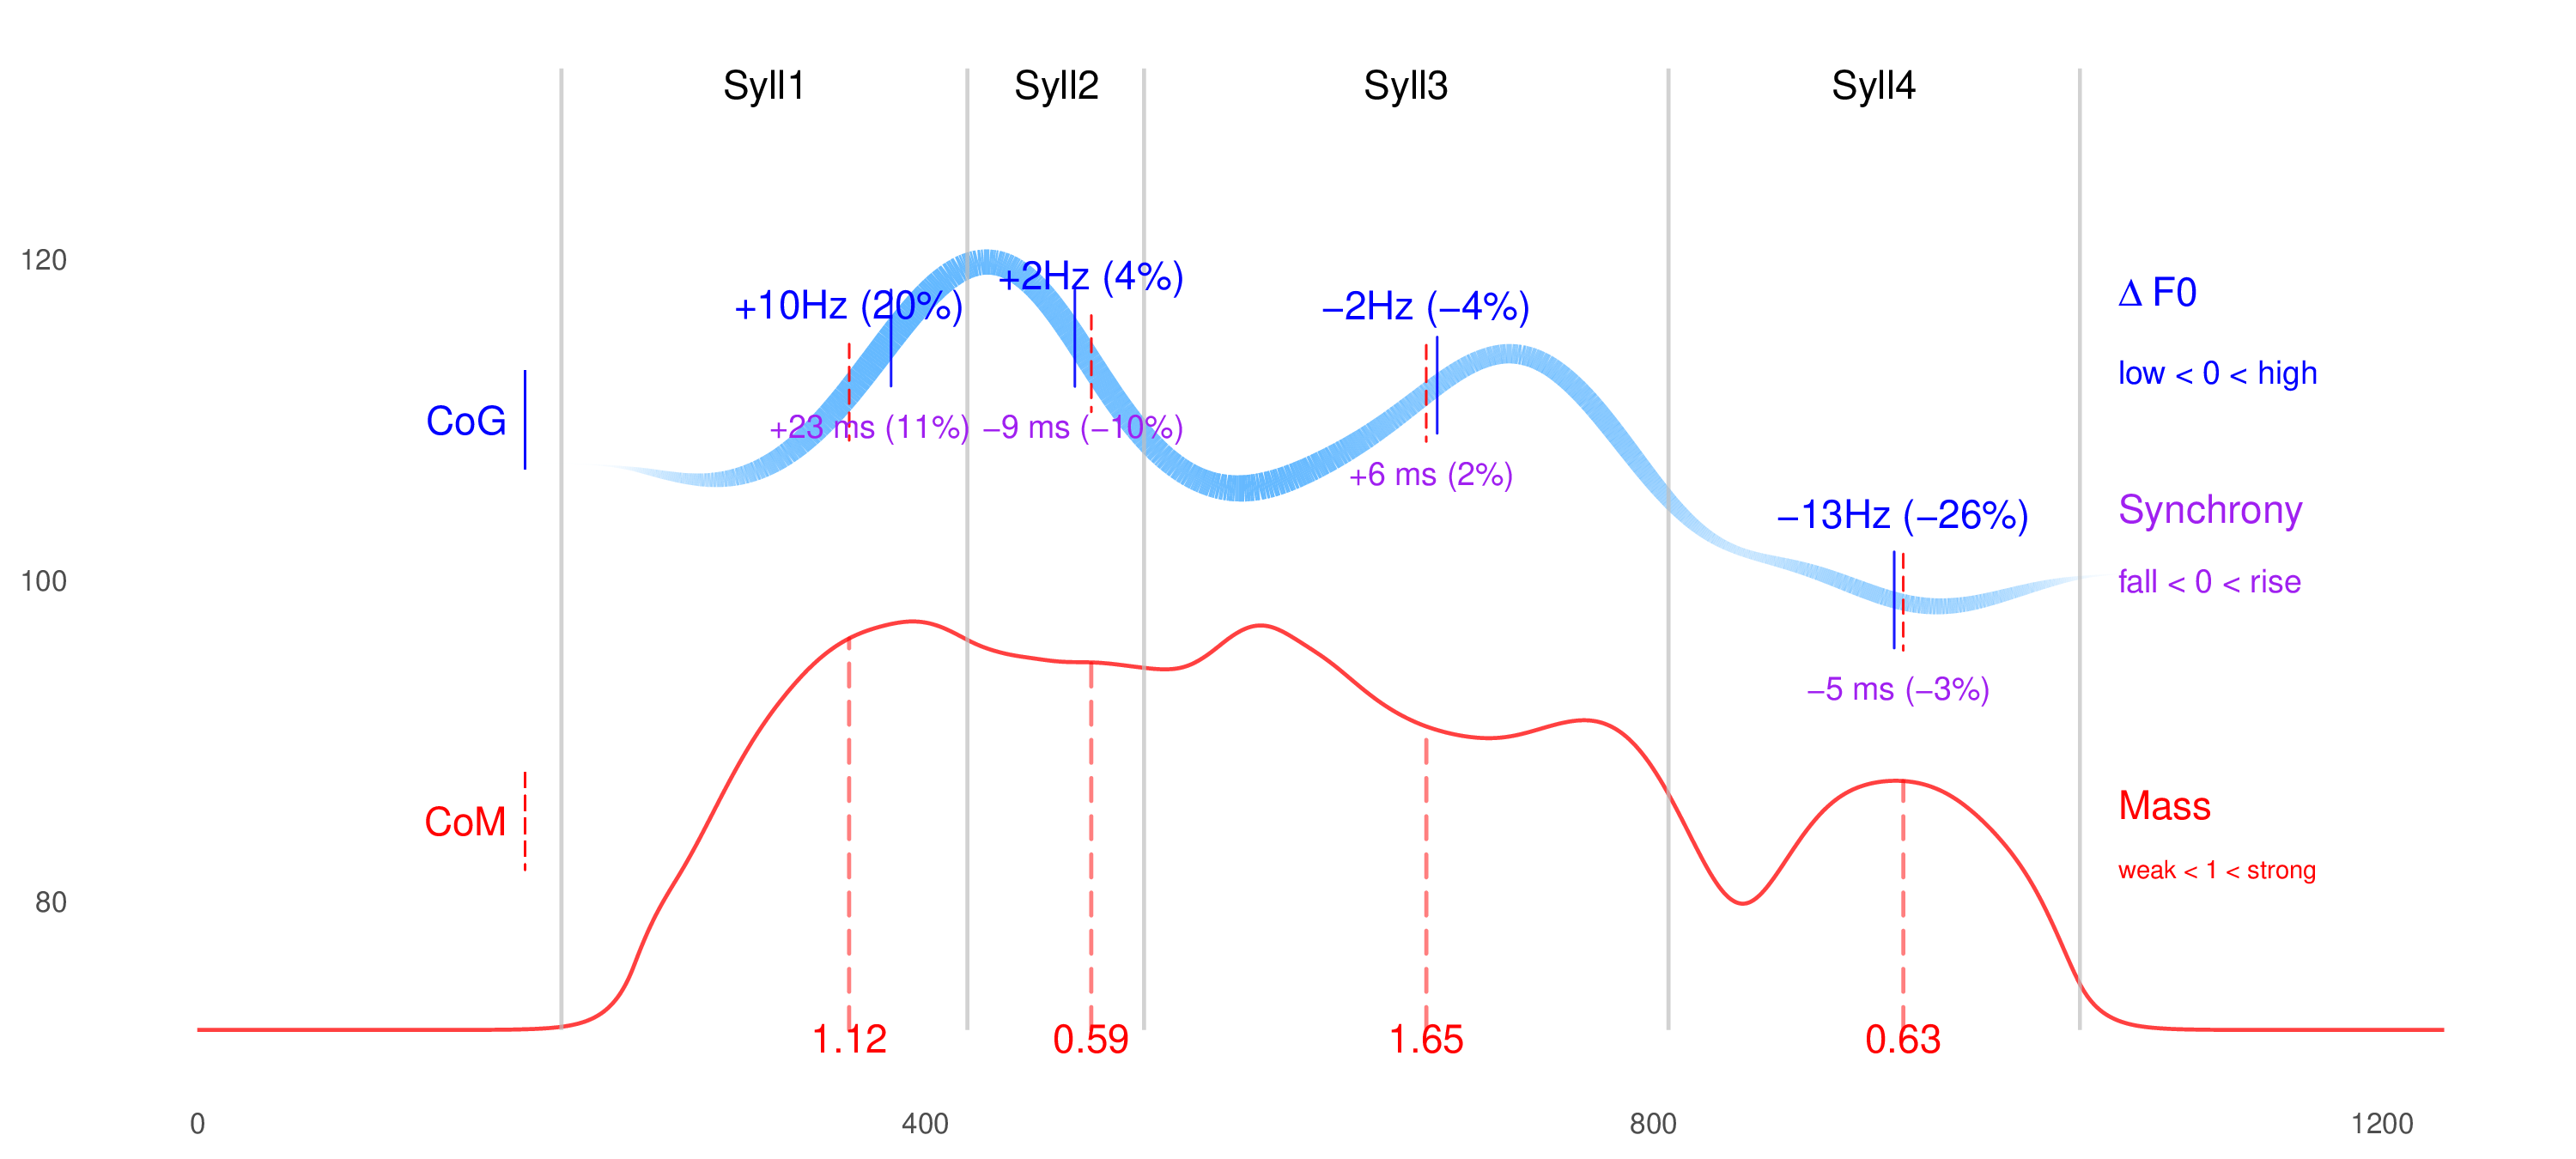 Syll1 Syll2 Syll3 Syll4
120
+10Hz (20%)
+2Hz (4%)
−2Hz (−4%)
Δ F0
low < 0 < high
CoG
+23 ms (11%)
−9 ms (−10%)
+6 ms (2%)
−13Hz (−26%)
Synchrony
100
fall < 0 < rise
−5 ms (−3%)
CoM
Mass
weak < 1 < strong
80
1.12 0.59 1.65 0.63
0 400 800 1200